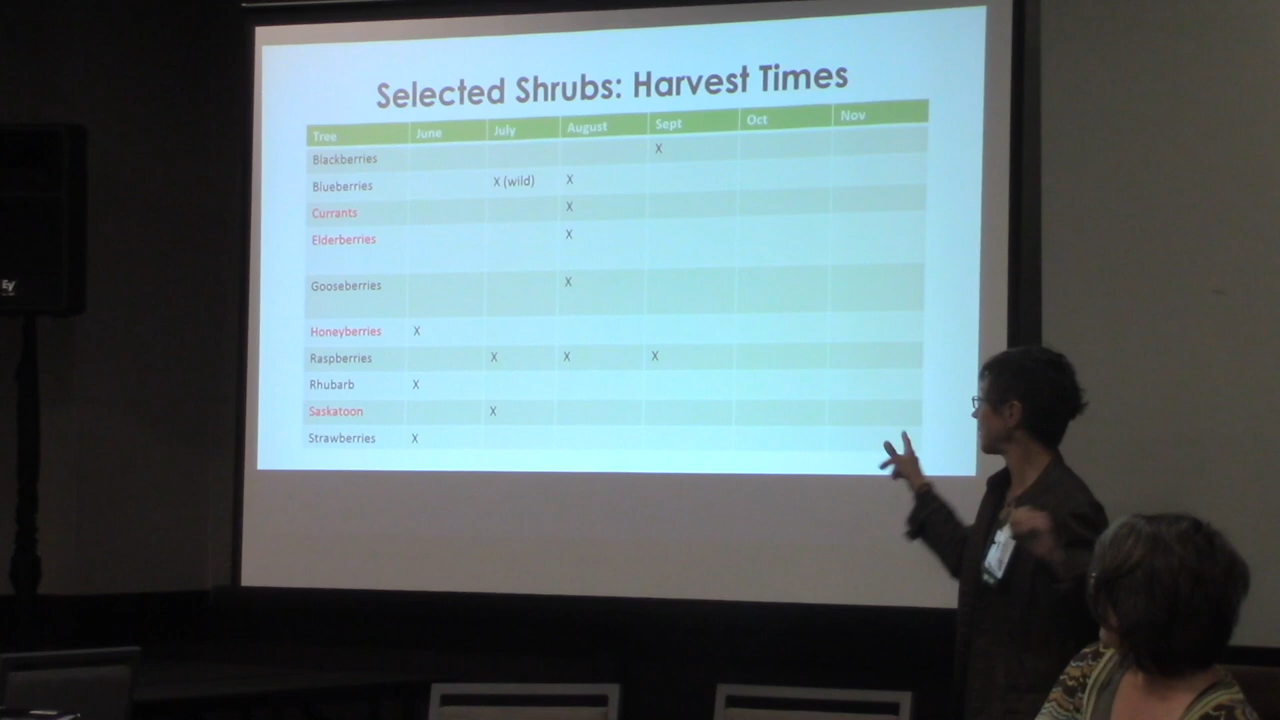 Selected Shrubs: Harvest Times
Tree June July August Sept Oct Nov
Blackberries X
Blueberries X (wild) X
Currants X
Elderberries X
Gooseberries X
Honeyberries X
Raspberries X X X
Rhubarb X
Saskatoon X
Strawberries X
EV